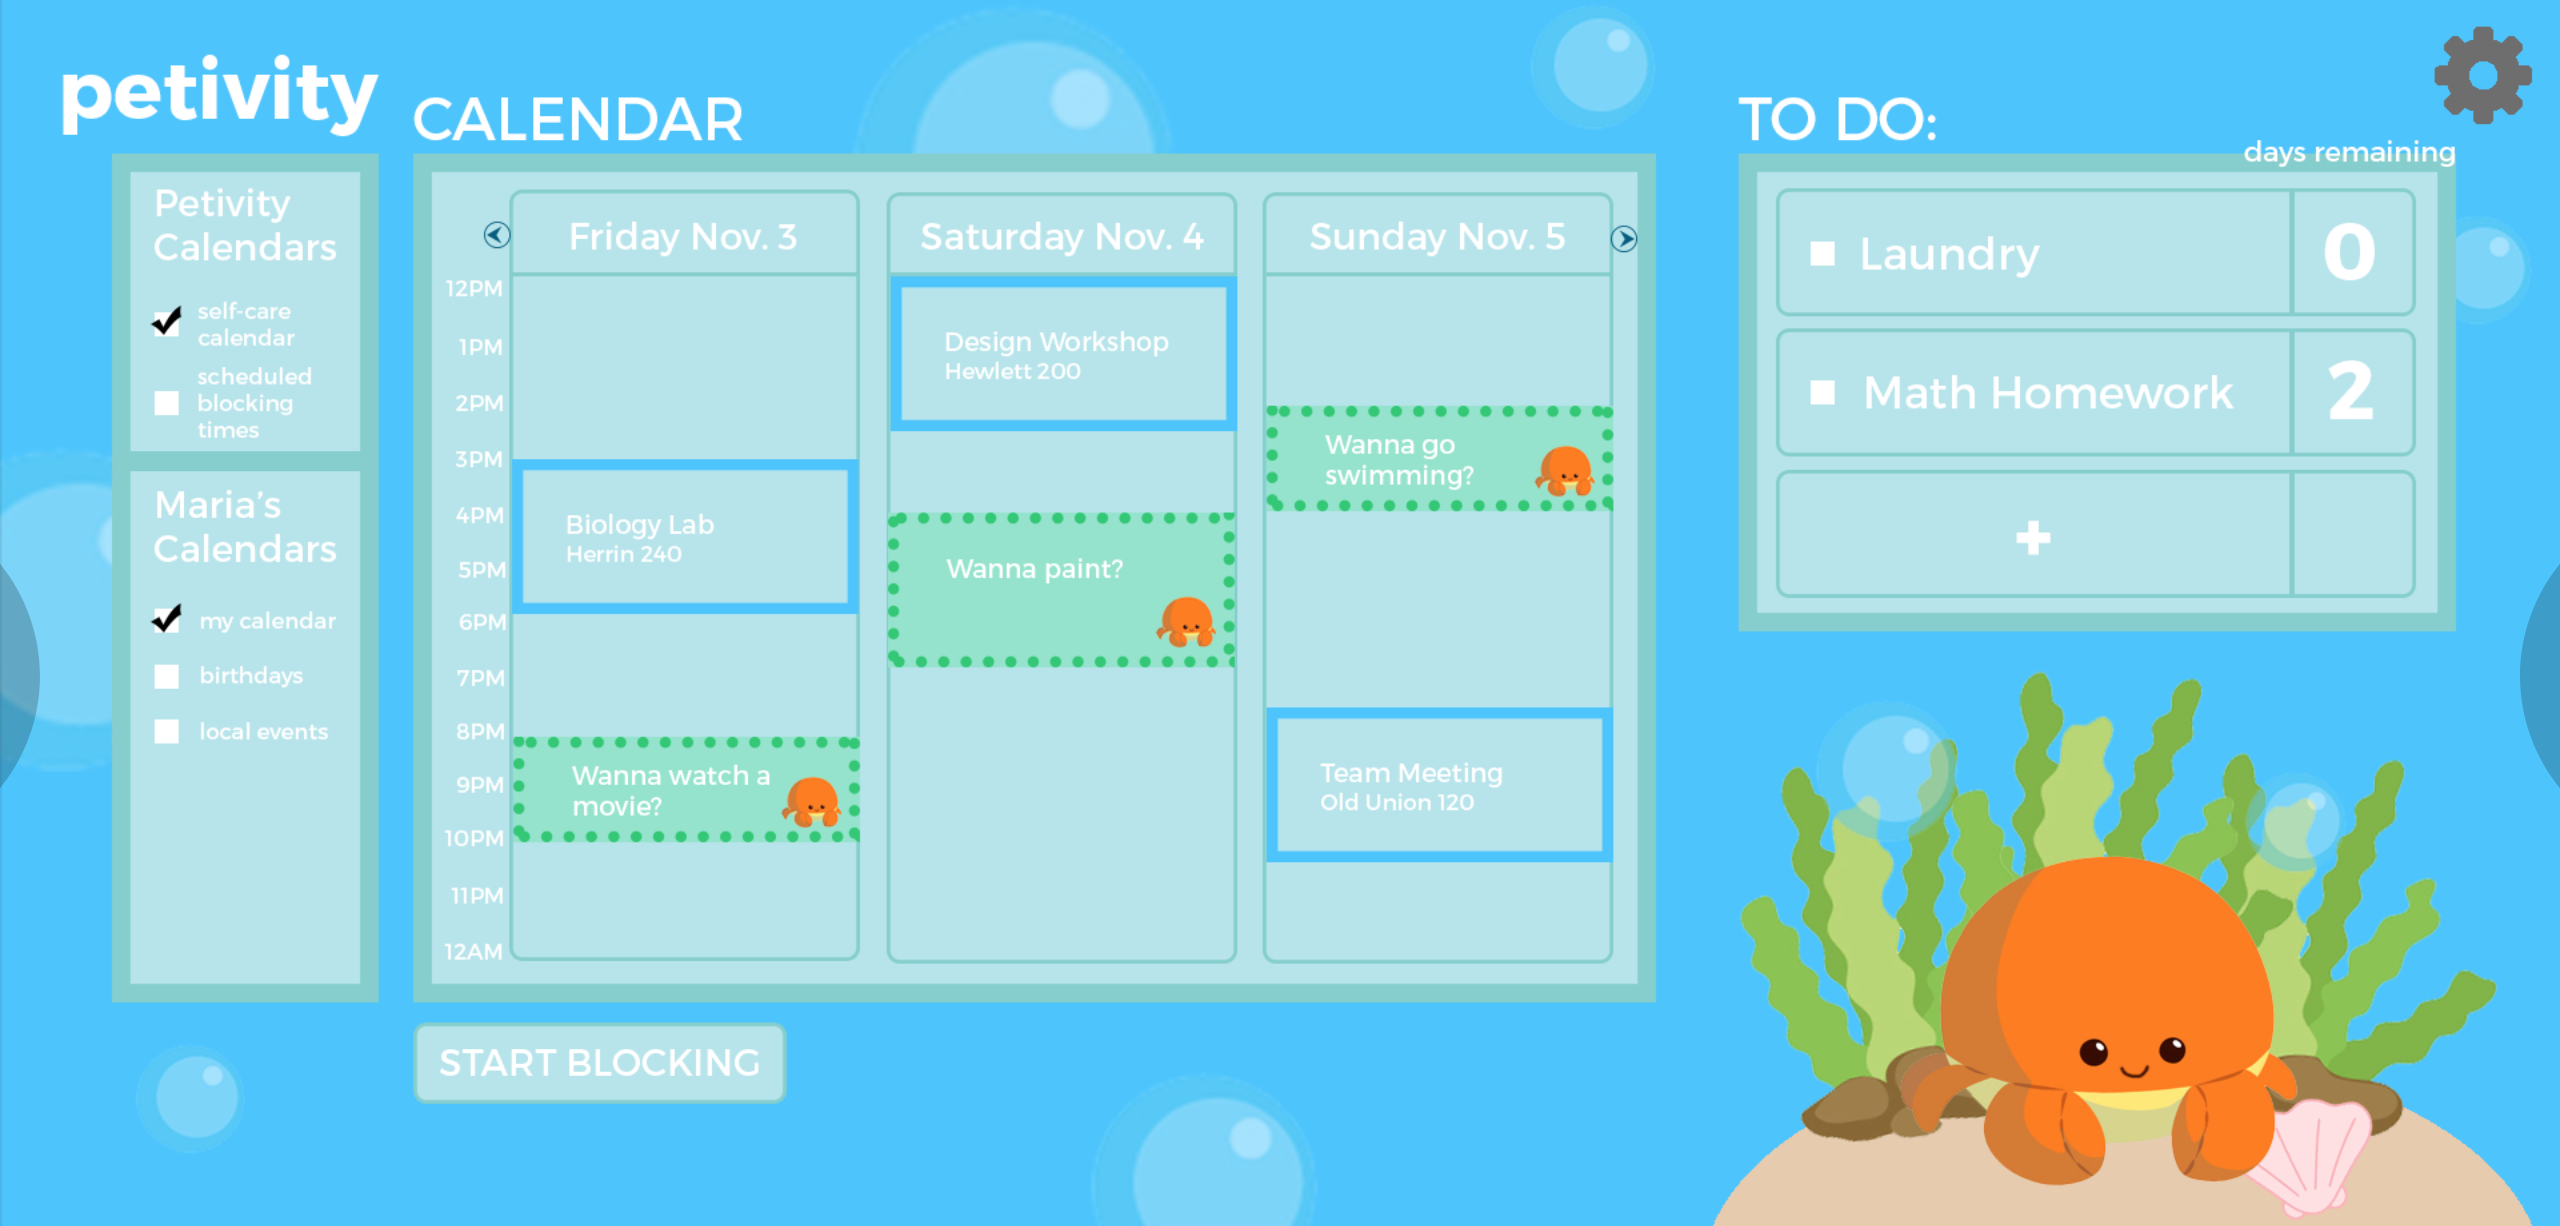 petivity
CALENDAR
TO DO:
days remaining
Petivity
Calendars
self-care
calendar
scheduled
blocking
times
Maria's
Calendars
my calendar
birthdays
local events
Friday Nov. 3
Saturday Nov. 4
Sunday Nov. 5
12PM
1PM
2PM
3PM
4PM
5PM
6PM
7PM
8PM
9PM
10PM
11PM
12AM
Biology Lab
Herrin 240
Wanna watch a
movie?
Design Workshop
Hewlett 200
Wanna paint?
Wanna go
swimming?
Team Meeting
Old Union 120
Laundry
0
Math Homework
2
+
START BLOCKING